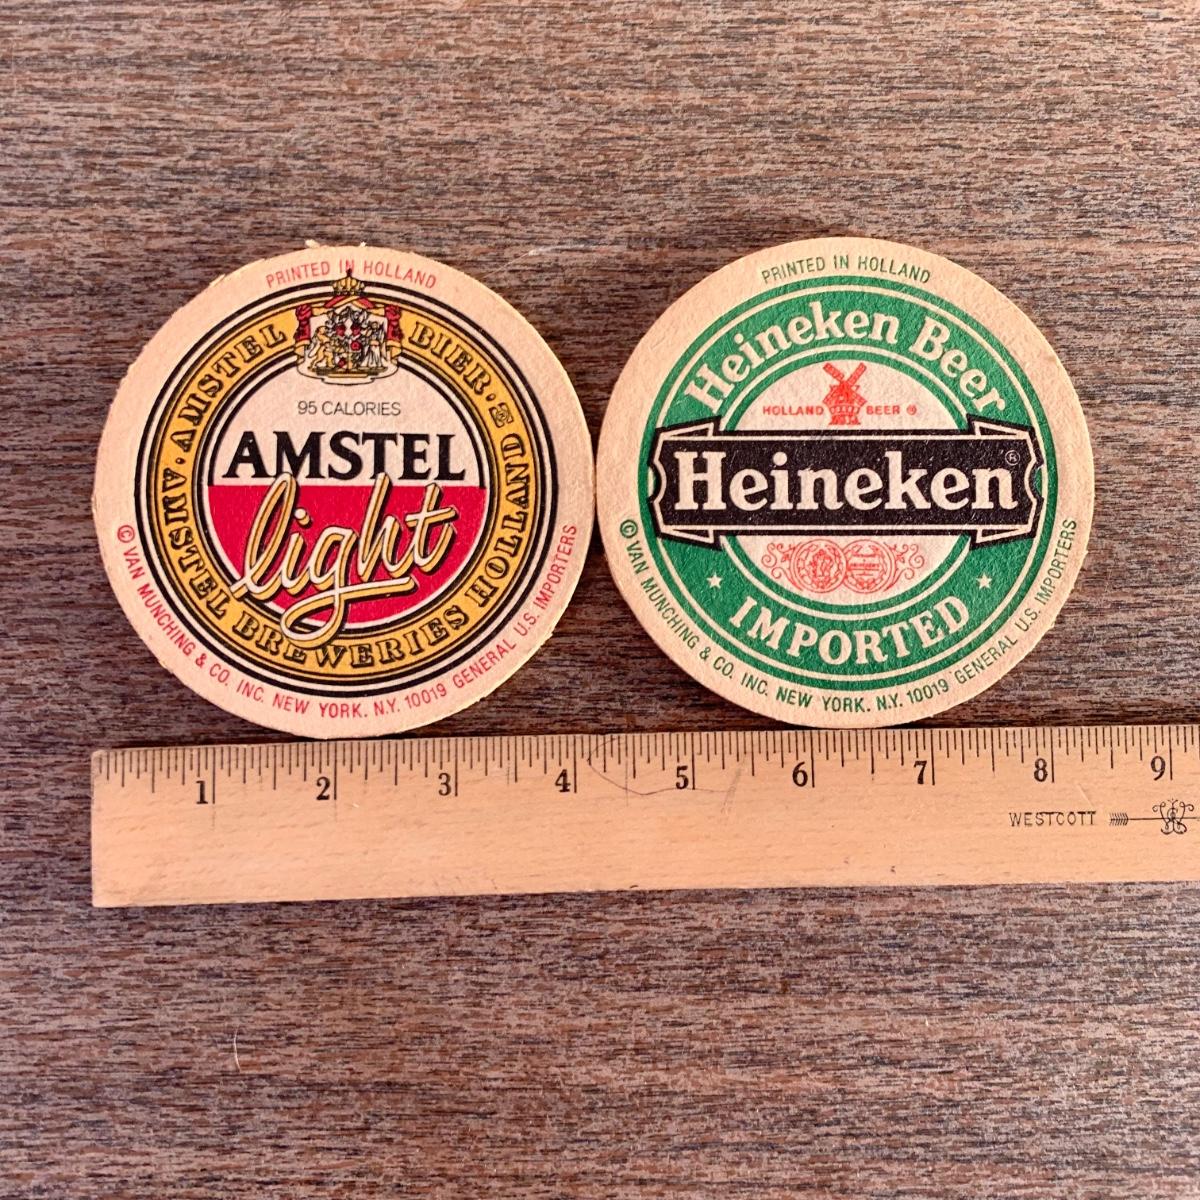 PRINTED IN HOLLAND
AMSTEL BIER · AMSTEL BREWERIES HOLLAND ·
95 CALORIES
AMSTEL
light
© VAN MUNCHING & CO. INC. NEW YORK. N.Y. 10019 GENERAL U.S. IMPORTERS
PRINTED IN HOLLAND
Heineken Beer
HOLLAND BEER ®
Heineken ®
IMPORTED
© VAN MUNCHING & CO. INC. NEW YORK. N.Y. 10019 GENERAL U.S. IMPORTERS
1 2 3 4 5 6 7 8 9
WESTCOTT